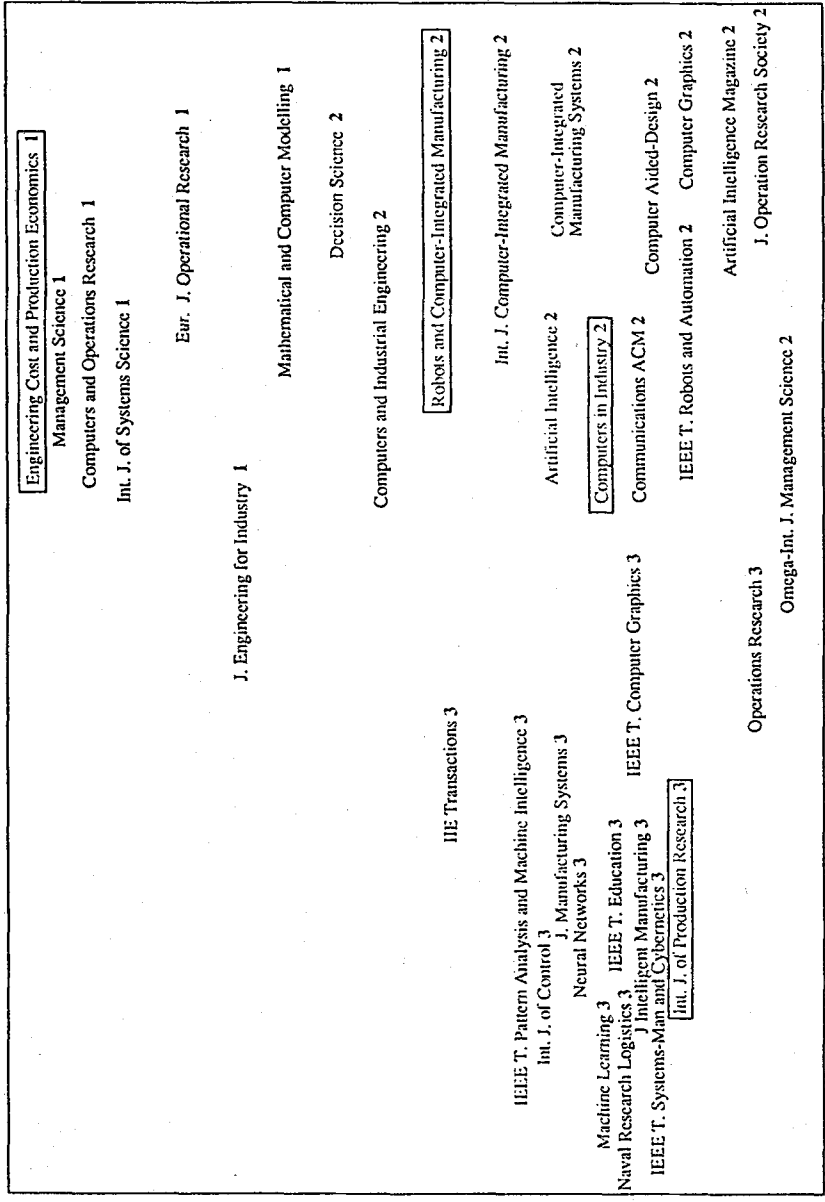 Engineering Cost and Production Economics 1
Management Science 1
Computers and Operations Research 1
Int. J. of Systems Science 1
Eur. J. Operational Research 1
J. Engineering for Industry 1
Mathematical and Computer Modelling 1
Decision Science 2
Computers and Industrial Engineering 2
Robots and Computer-Integrated Manufacturing 2
IIE Transactions 3
Int. J. Computer-Integrated Manufacturing 2
IEEE T. Pattern Analysis and Machine Intelligence 3
Int. J. of Control 3
Artificial Intelligence 2
Computer-Integrated
Manufacturing Systems 2
J. Manufacturing Systems 3
Neural Networks 3
Computers in Industry 2
Machine Learning 3
IEEE T. Education 3
Naval Research Logistics 3
IEEE T. Computer Graphics 3
Communications ACM 2
Computer Aided-Design 2
J Intelligent Manufacturing 3
IEEE T. Systems-Man and Cybernetics 3
Int. J. of Production Research 3
IEEE T. Robots and Automation 2
Computer Graphics 2
Artificial Intelligence Magazine 2
Operations Research 3
J. Operation Research Society 2
Omega-Int. J. Management Science 2